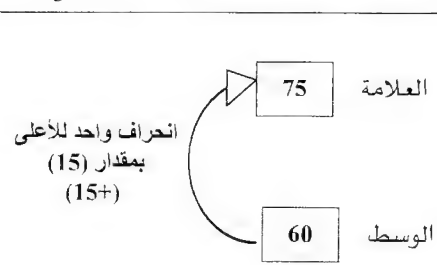 العلامة 75
انحراف واحد للأعلى
بمقدار (15)
(+15)
الوسط 60